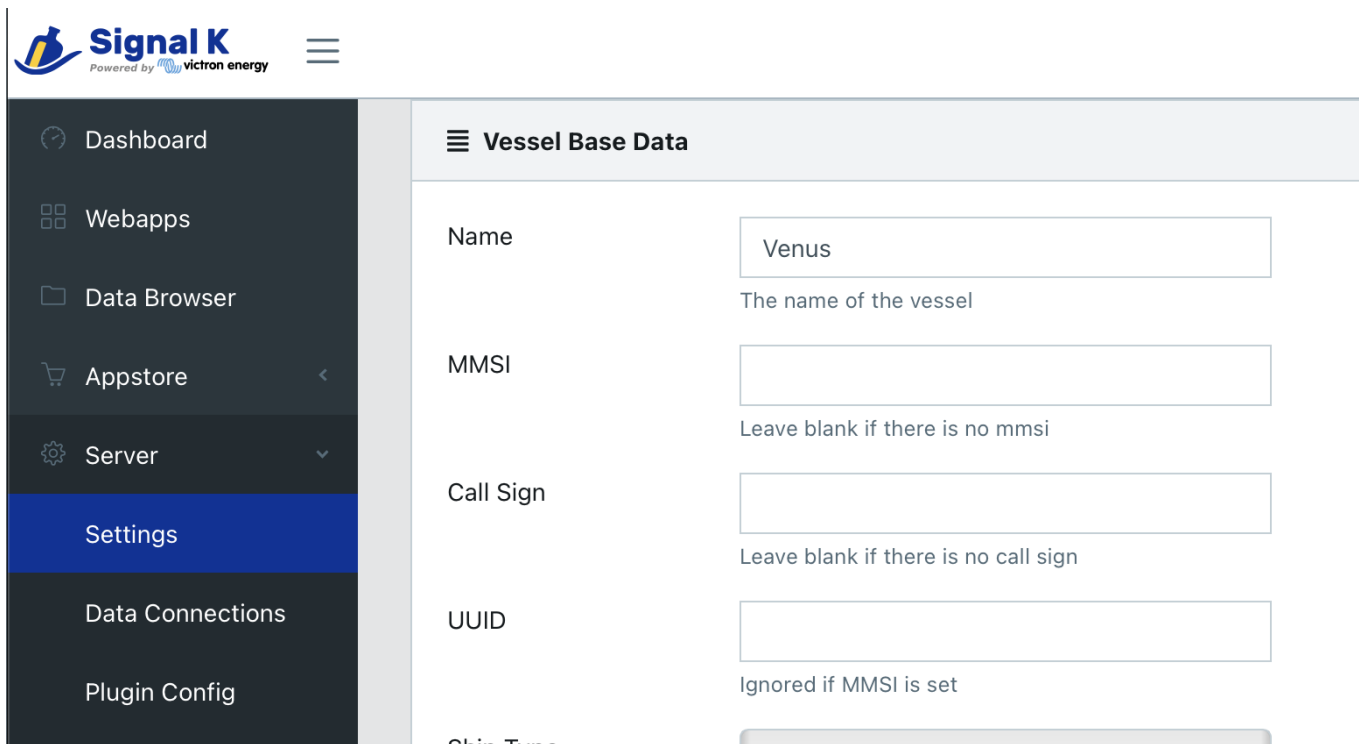 Signal K
Powered by victron energy
Dashboard
Webapps
Data Browser
Appstore
Server
Settings
Data Connections
Plugin Config
Vessel Base Data
Name
Venus
The name of the vessel
MMSI
Leave blank if there is no mmsi
Call Sign
Leave blank if there is no call sign
UUID
Ignored if MMSI is set
Ship Type